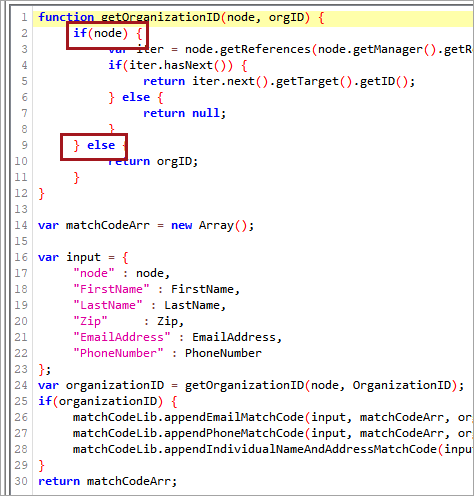 1 function getOrganizationID(node, orgID) {
2 if(node) {
3 var iter = node.getReferences(node.getManager().getR
4 if(iter.hasNext()) {
5 return iter.next().getTarget().getID();
6 } else {
7 return null;
8 }
9 } else {
10 return orgID;
11 }
12 }
13
14 var matchCodeArr = new Array();
15
16 var input = {
17 "node" : node,
18 "FirstName" : FirstName,
19 "LastName" : LastName,
20 "Zip" : Zip,
21 "EmailAddress" : EmailAddress,
22 "PhoneNumber" : PhoneNumber
23 };
24 var organizationID = getOrganizationID(node, OrganizationID);
25 if(organizationID) {
26 matchCodeLib.appendEmailMatchCode(input, matchCodeArr, org
27 matchCodeLib.appendPhoneMatchCode(input, matchCodeArr, org
28 matchCodeLib.appendIndividualNameAndAddressMatchCode(input
29 }
30 return matchCodeArr;